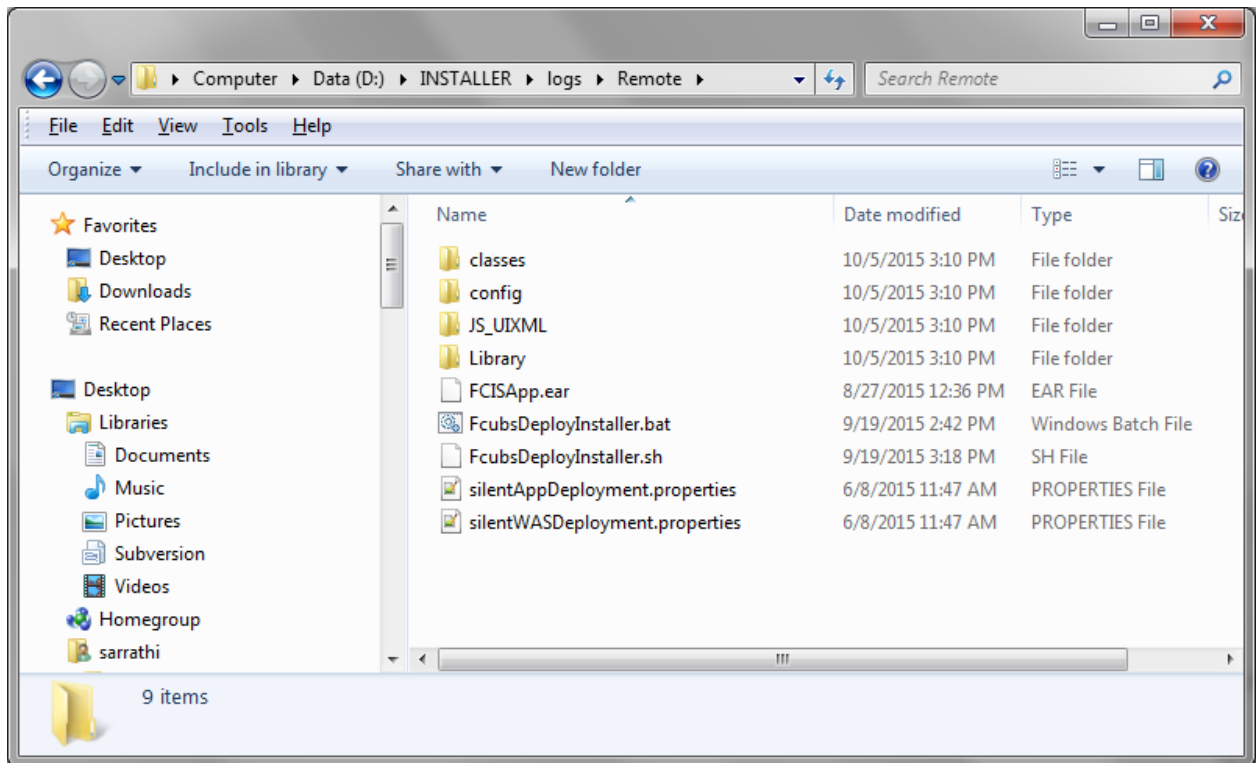 Computer Data (D:) INSTALLER logs Remote Search Remote
File Edit View Tools Help
Organize Include in library Share with New folder
Favorites
Desktop
Downloads
Recent Places
Desktop
Libraries
Documents
Music
Pictures
Subversion
Videos
Homegroup
sarrathi
Name Date modified Type Size
classes 10/5/2015 3:10 PM File folder
config 10/5/2015 3:10 PM File folder
JS_UIXML 10/5/2015 3:10 PM File folder
Library 10/5/2015 3:10 PM File folder
FCISApp.ear 8/27/2015 12:36 PM EAR File
FcubsDeployInstaller.bat 9/19/2015 2:42 PM Windows Batch File
FcubsDeployInstaller.sh 9/19/2015 3:18 PM SH File
silentAppDeployment.properties 6/8/2015 11:47 AM PROPERTIES File
silentWASDeployment.properties 6/8/2015 11:47 AM PROPERTIES File
9 items